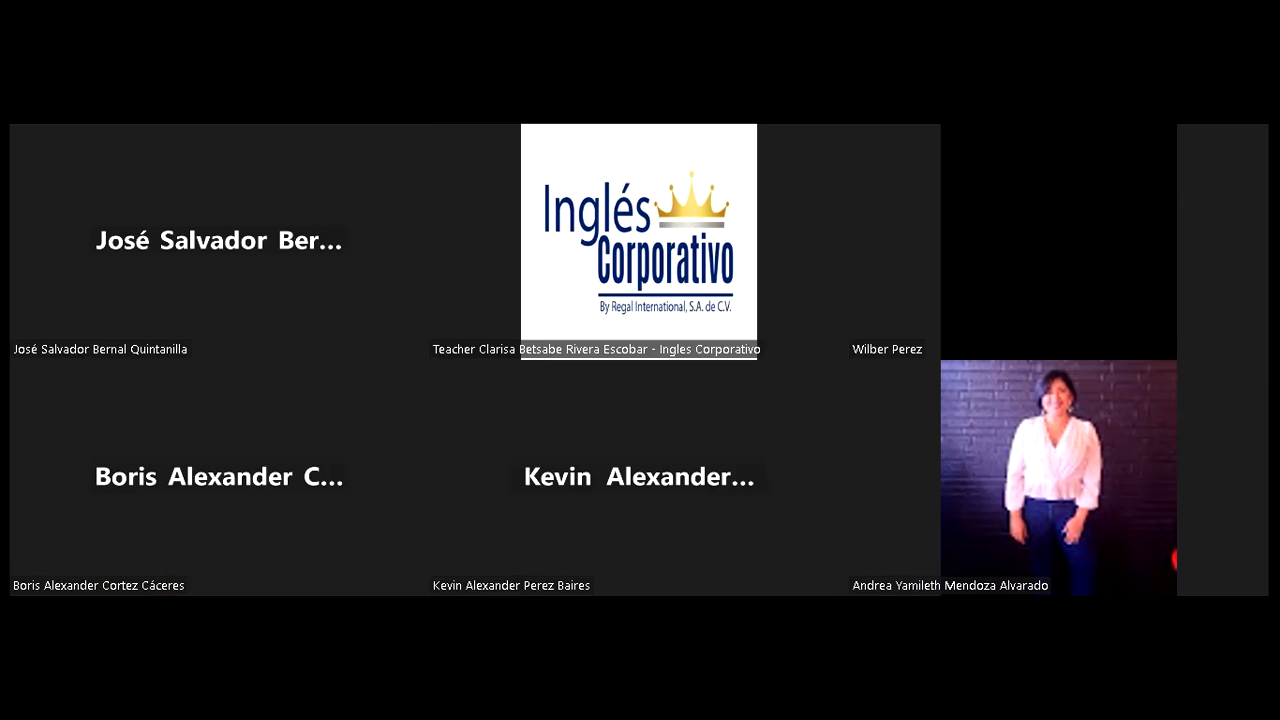 José Salvador Ber...
Inglés
Corporativo
By Regal International, S.A. de C.V.
José Salvador Bernal Quintanilla
Teacher Clarisa Betsabe Rivera Escobar - Ingles Corporativo
Wilber Perez
Boris Alexander C...
Kevin Alexander...
Boris Alexander Cortez Cáceres
Kevin Alexander Perez Baires
Andrea Yamileth Mendoza Alvarado